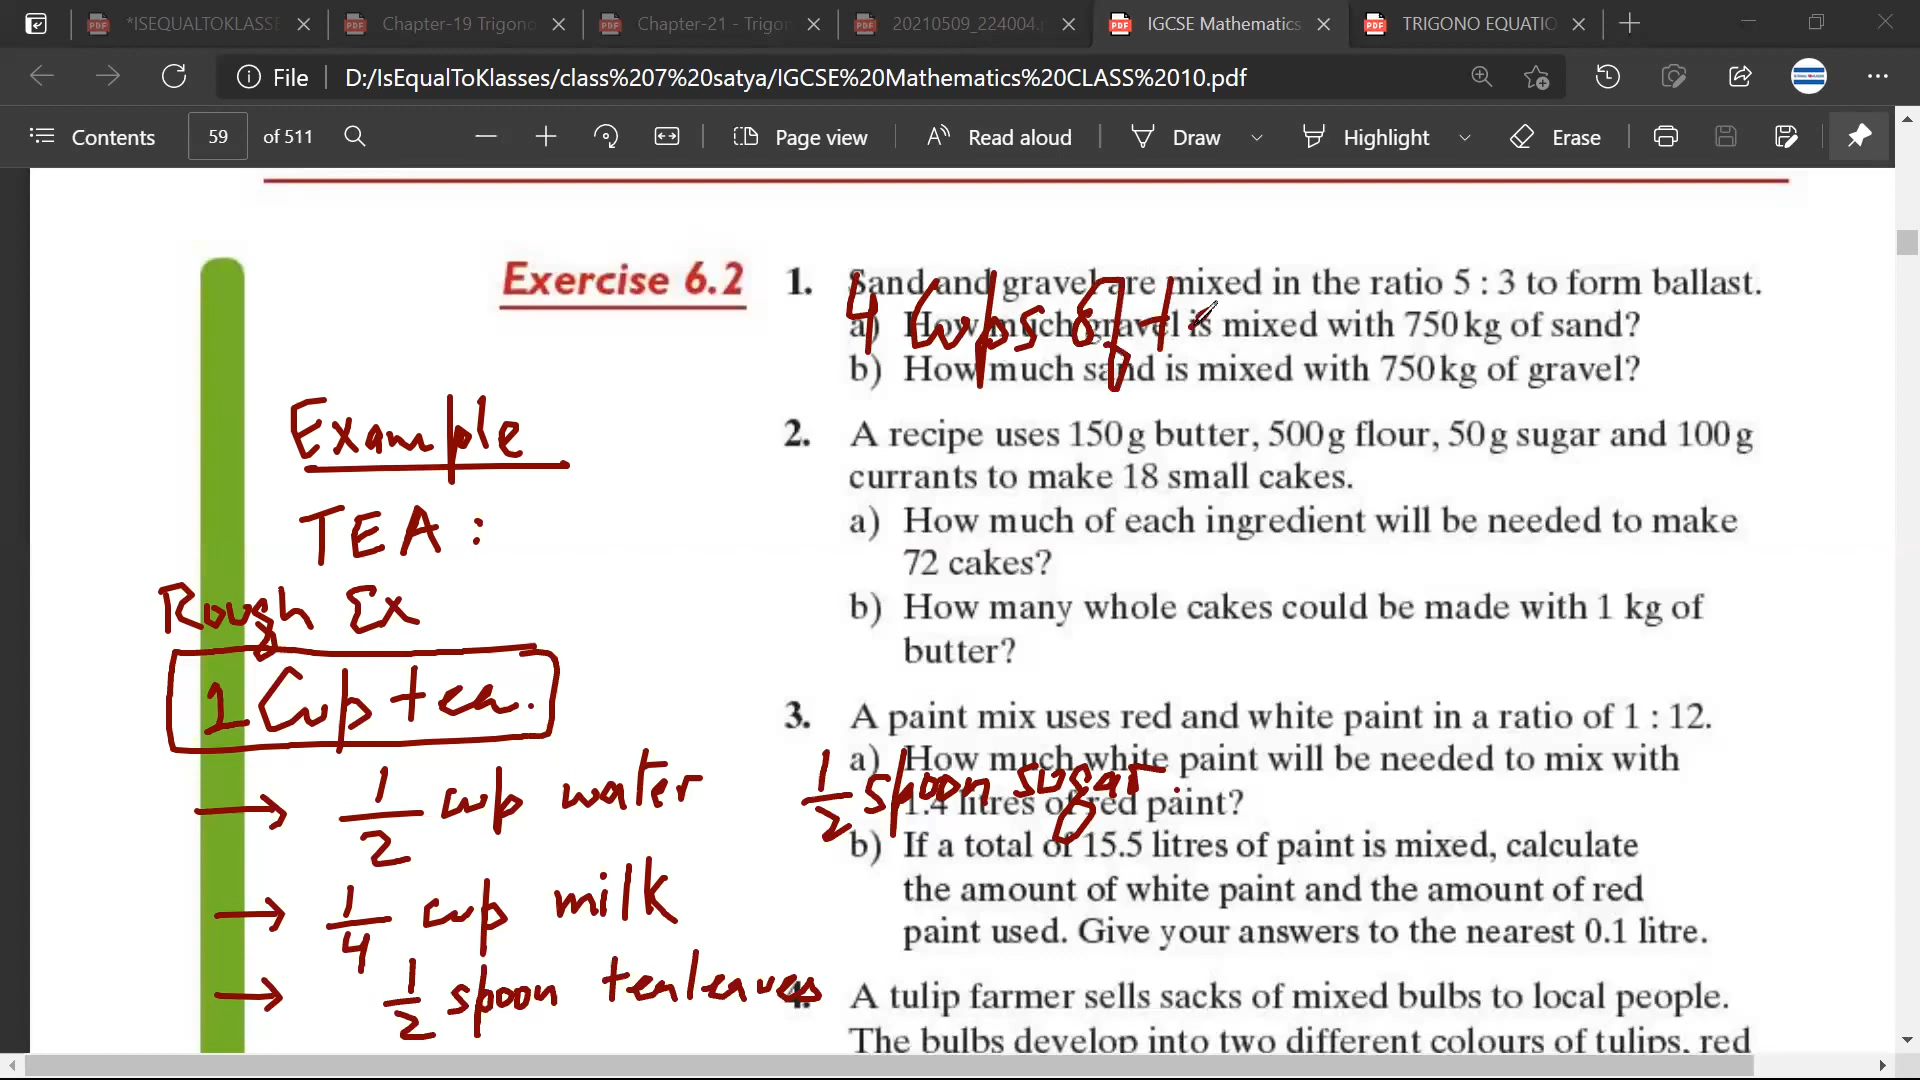 *ISEQUALTOKLASSE
Chapter-19 Trigono
Chapter-21 - Trigon
20210509_224004.p
IGCSE Mathematics
TRIGONO EQUATIO
File
D:/IsEqualToKlasses/class%207%20satya/IGCSE%20Mathematics%20CLASS%2010.pdf
Contents
59
of 511
Page view
Read aloud
Draw
Highlight
Erase
Exercise 6.2
1. Sand and gravel are mixed in the ratio 5 : 3 to form ballast.
a) How much gravel is mixed with 750 kg of sand?
b) How much sand is mixed with 750 kg of gravel?
4 Cups of t
2. A recipe uses 150 g butter, 500 g flour, 50 g sugar and 100 g
currants to make 18 small cakes.
a) How much of each ingredient will be needed to make
72 cakes?
b) How many whole cakes could be made with 1 kg of
butter?
3. A paint mix uses red and white paint in a ratio of 1 : 12.
a) How much white paint will be needed to mix with
1.4 litres of red paint?
b) If a total of 15.5 litres of paint is mixed, calculate
the amount of white paint and the amount of red
paint used. Give your answers to the nearest 0.1 litre.
4. A tulip farmer sells sacks of mixed bulbs to local people.
The bulbs develop into two different colours of tulips, red
Example
TEA :
Rough Ex
1 Cup tea.
→ 1/2 cup water
1/2 spoon sugar.
→ 1/4 cup milk
→ 1/2 spoon tea leaves